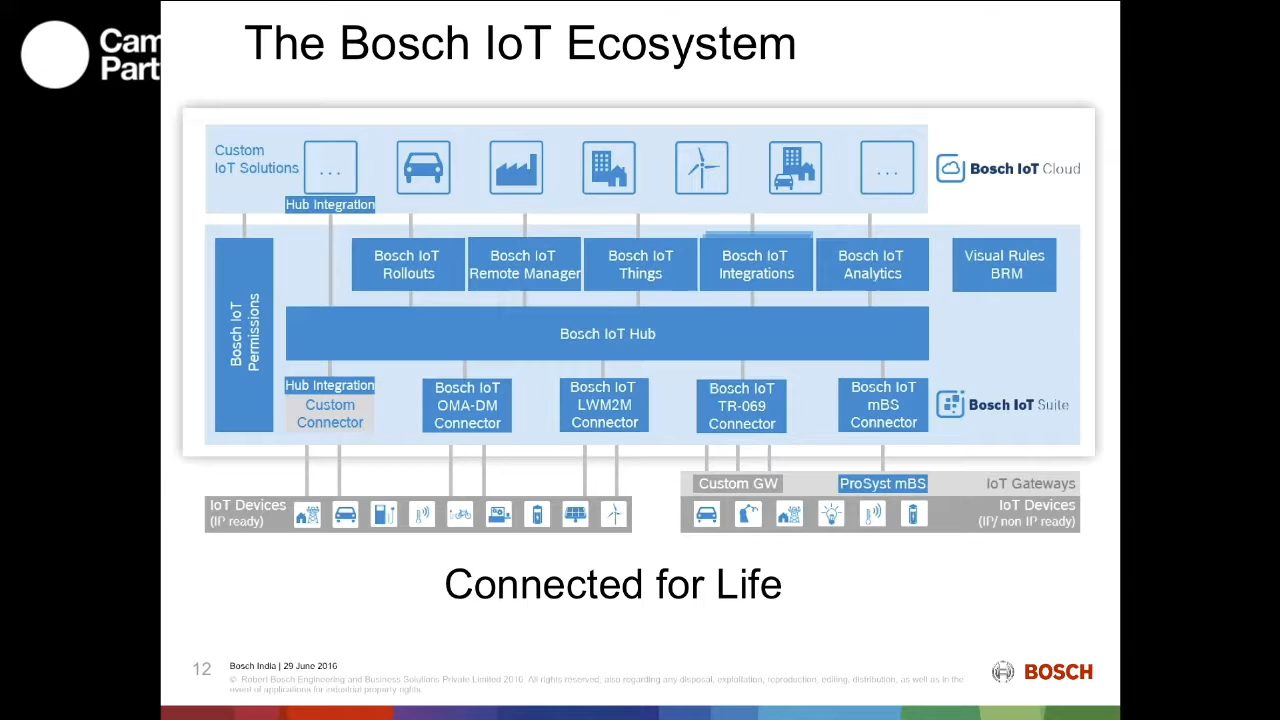 Cam
Part
The Bosch IoT Ecosystem
Custom
IoT Solutions
...
...
Bosch IoT Cloud
Hub Integration
Bosch IoT
Permissions
Bosch IoT
Rollouts
Bosch IoT
Remote Manager
Bosch IoT
Things
Bosch IoT
Integrations
Bosch IoT
Analytics
Visual Rules
BRM
Bosch IoT Hub
Hub Integration
Custom
Connector
Bosch IoT
OMA-DM
Connector
Bosch IoT
LWM2M
Connector
Bosch IoT
TR-069
Connector
Bosch IoT
mBS
Connector
Bosch IoT Suite
Custom GW
ProSyst mBS
IoT Gateways
IoT Devices
(IP ready)
IoT Devices
(IP/ non IP ready)
Connected for Life
12
Bosch India | 29 June 2016
© Robert Bosch Engineering and Business Solutions Private Limited 2016. All rights reserved, also regarding any disposal, exploitation, reproduction, editing, distribution, as well as in the
event of applications for industrial property rights.
BOSCH